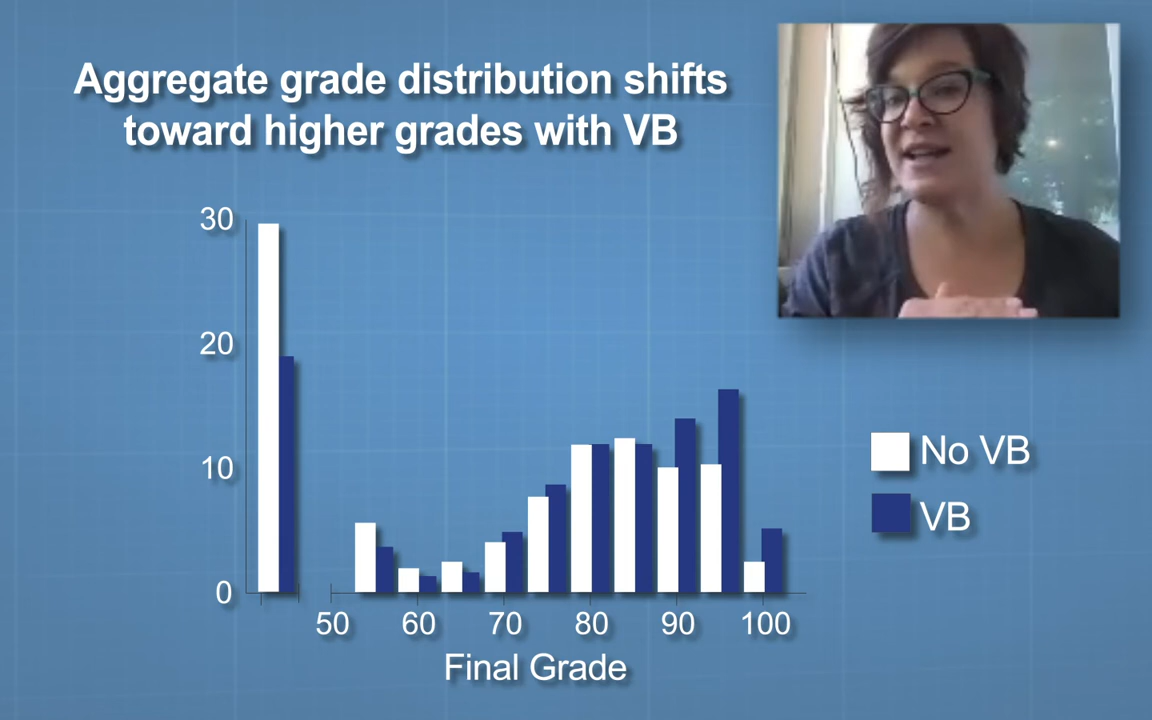 Aggregate grade distribution shifts
toward higher grades with VB
30
20
10
0
50 60 70 80 90 100
Final Grade
No VB
VB